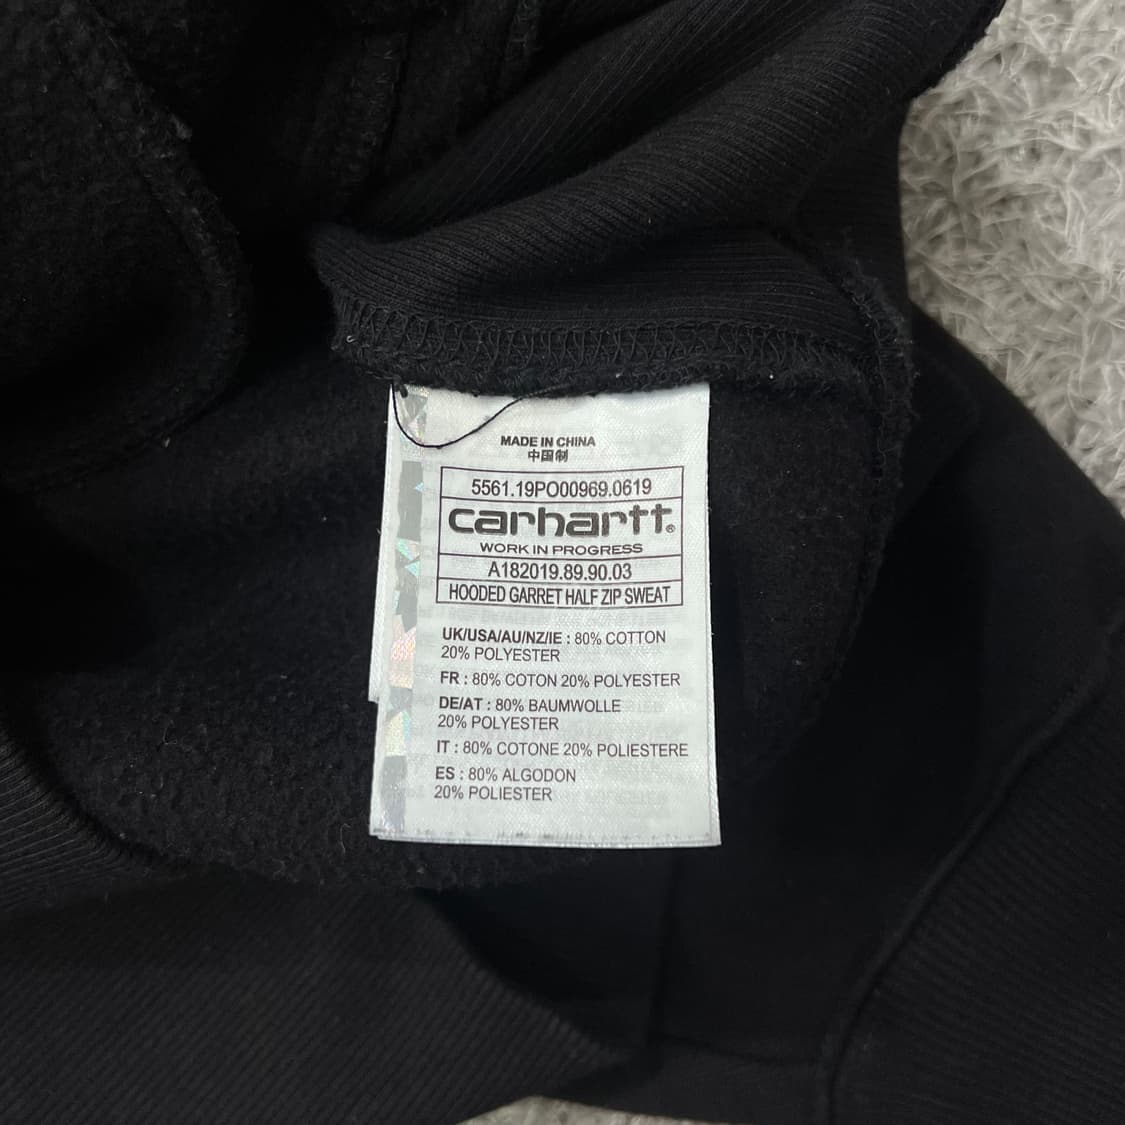 MADE IN CHINA
中国制
5561.19PO00969.0619
carhartt®
WORK IN PROGRESS
A182019.89.90.03
HOODED GARRET HALF ZIP SWEAT
UK/USA/AU/NZ/IE : 80% COTTON
20% POLYESTER
FR : 80% COTON 20% POLYESTER
DE/AT : 80% BAUMWOLLE
20% POLYESTER
IT : 80% COTONE 20% POLIESTERE
ES : 80% ALGODON
20% POLIESTER